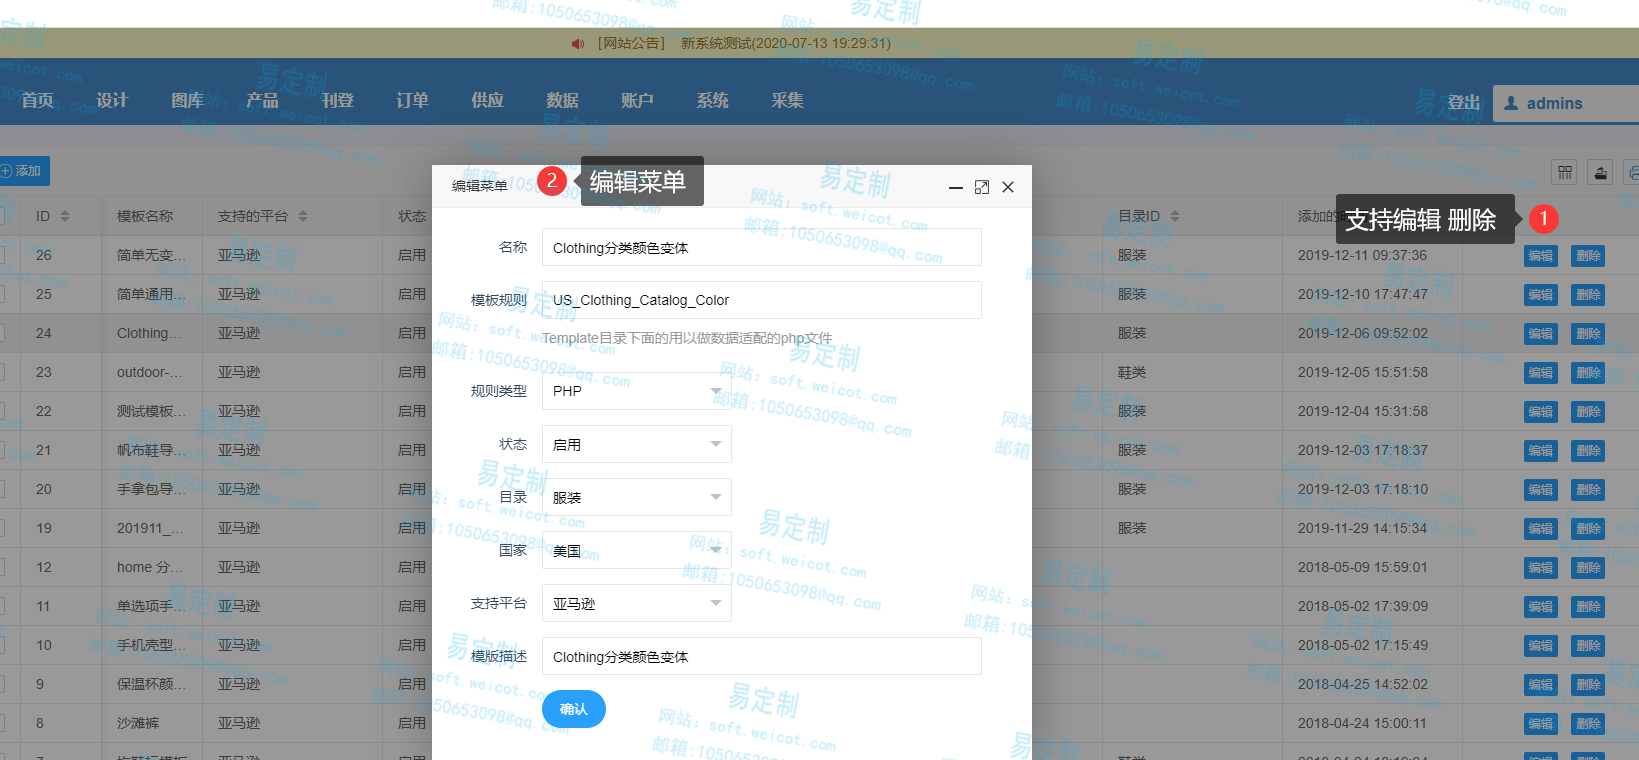 [网站公告] 新系统测试(2020-07-13 19:29:31)
首页 设计 图库 产品 刊登 订单 供应 数据 账户 系统 采集 登出 admins
添加
ID 模板名称 支持的平台 状态 目录ID 添加的
支持编辑 删除 1
26 简单无变... 亚马逊 启用 服装 2019-12-11 09:37:36 编辑 删除
25 简单通用... 亚马逊 启用 服装 2019-12-10 17:47:47 编辑 删除
24 Clothing... 亚马逊 启用 服装 2019-12-06 09:52:02 编辑 删除
23 outdoor-... 亚马逊 启用 鞋类 2019-12-05 15:51:58 编辑 删除
22 测试模板... 亚马逊 启用 服装 2019-12-04 15:31:58 编辑 删除
21 帆布鞋导... 亚马逊 启用 服装 2019-12-03 17:18:37 编辑 删除
20 手拿包导... 亚马逊 启用 服装 2019-12-03 17:18:10 编辑 删除
19 201911_... 亚马逊 启用 服装 2019-11-29 14:15:34 编辑 删除
12 home 分... 亚马逊 启用 2018-05-09 15:59:01 编辑 删除
11 单选项手... 亚马逊 启用 2018-05-02 17:39:09 编辑 删除
10 手机壳型... 亚马逊 启用 2018-05-02 17:15:49 编辑 删除
9 保温杯颜... 亚马逊 启用 2018-04-25 14:52:02 编辑 删除
8 沙滩裤 亚马逊 启用 2018-04-24 15:00:11 编辑 删除
编辑菜单 2 编辑菜单
名称 Clothing分类颜色变体
模板规则 US_Clothing_Catalog_Color
Template目录下面的用以做数据适配的php文件
规则类型 PHP
状态 启用
目录 服装
国家 美国
支持平台 亚马逊
模版描述 Clothing分类颜色变体
确认
易定制
网站: soft.weicot.com
邮箱:1050653098@qq.com